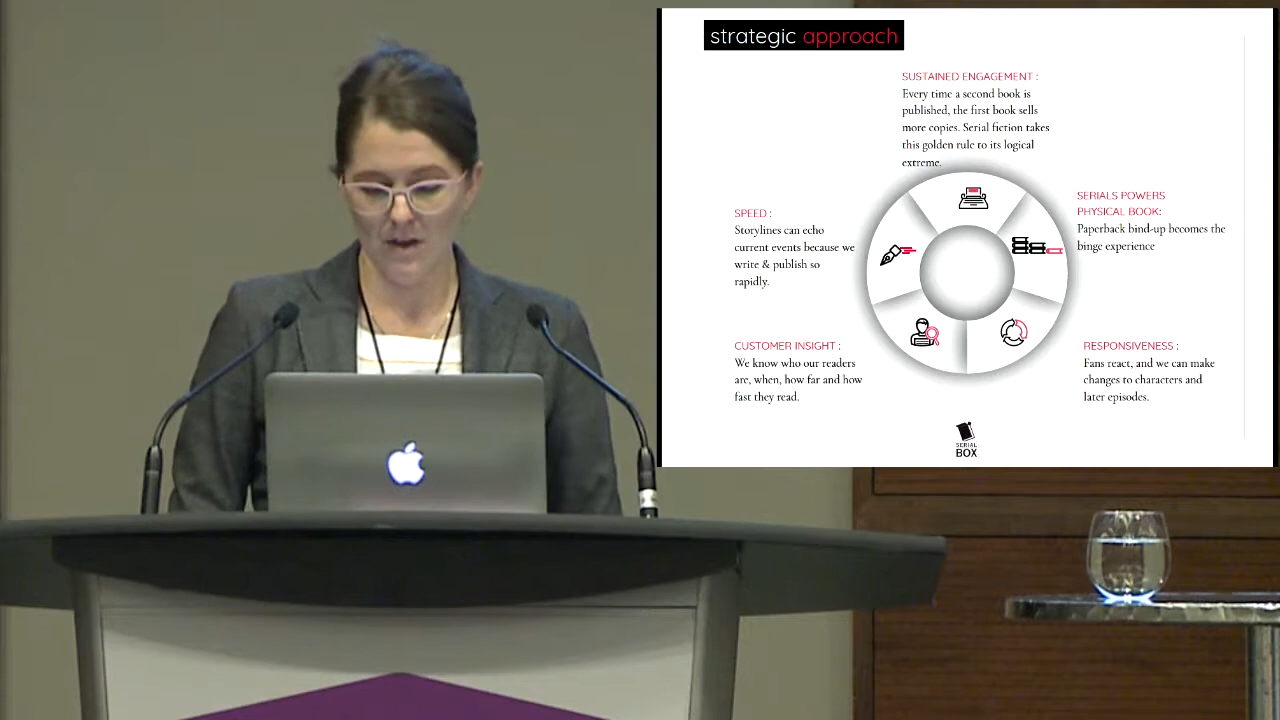 strategic approach
SUSTAINED ENGAGEMENT :
Every time a second book is
published, the first book sells
more copies. Serial fiction takes
this golden rule to its logical
extreme.
SPEED :
Storylines can echo
current events because we
write & publish so
rapidly.
SERIALS POWERS
PHYSICAL BOOK:
Paperback bind-up becomes the
binge experience
CUSTOMER INSIGHT :
We know who our readers
are, when, how far and how
fast they read.
RESPONSIVENESS :
Fans react, and we can make
changes to characters and
later episodes.
SERIAL
BOX